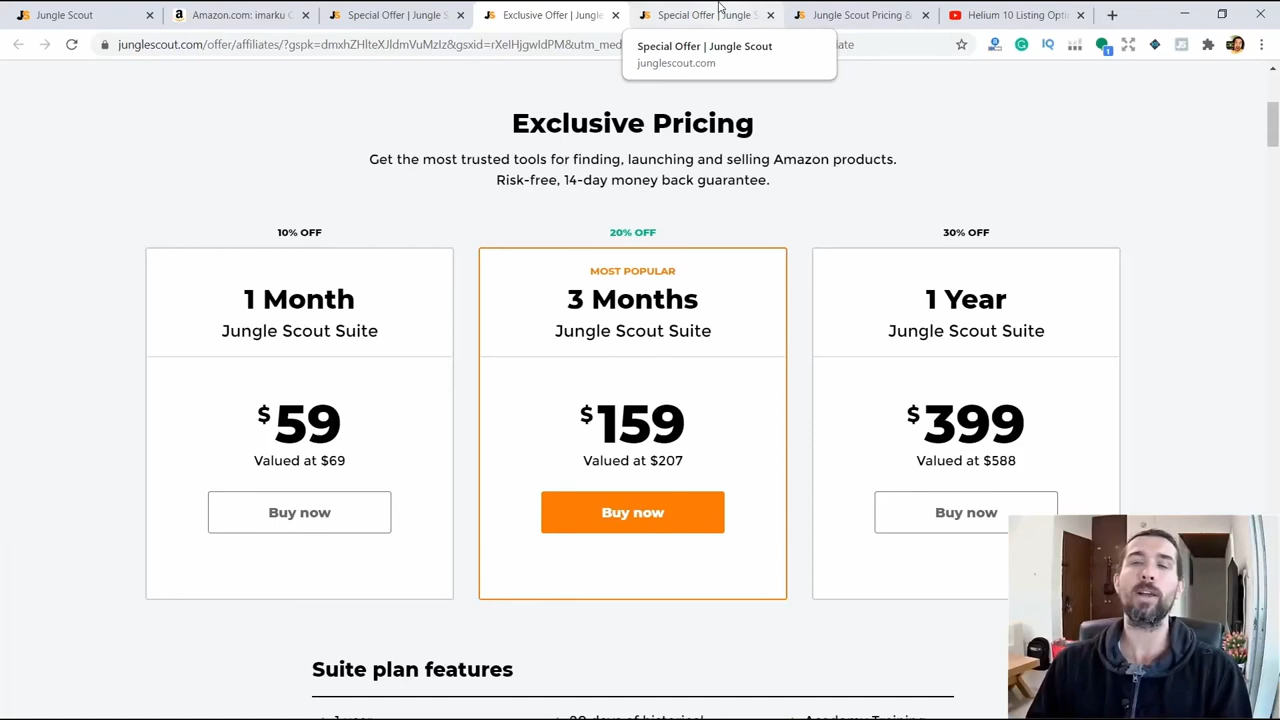 Jungle Scout
Amazon.com: imarku C
Special Offer | Jungle S
Exclusive Offer | Jungle
Special Offer | Jungle S
Jungle Scout Pricing &
Helium 10 Listing Opti
junglescout.com/offer/affiliates/
Special Offer | Jungle Scout
junglescout.com
Exclusive Pricing
Get the most trusted tools for finding, launching and selling Amazon products.
Risk-free, 14-day money back guarantee.
10% OFF
1 Month
Jungle Scout Suite
$59
Valued at $69
Buy now
20% OFF
MOST POPULAR
3 Months
Jungle Scout Suite
$159
Valued at $207
Buy now
30% OFF
1 Year
Jungle Scout Suite
$399
Valued at $588
Buy now
Suite plan features